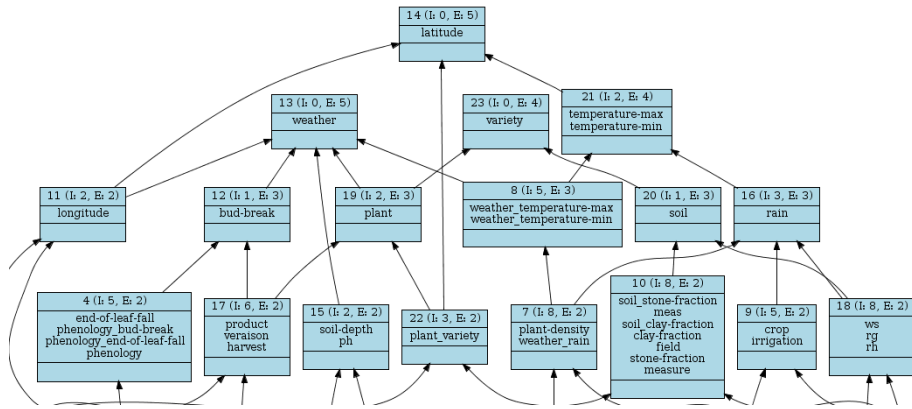 14 (I: 0, E: 5)
latitude
13 (I: 0, E: 5)
weather
23 (I: 0, E: 4)
variety
21 (I: 2, E: 4)
temperature-max
temperature-min
11 (I: 2, E: 2)
longitude
12 (I: 1, E: 3)
bud-break
19 (I: 2, E: 3)
plant
8 (I: 5, E: 3)
weather_temperature-max
weather_temperature-min
20 (I: 1, E: 3)
soil
16 (I: 3, E: 3)
rain
4 (I: 5, E: 2)
end-of-leaf-fall
phenology_bud-break
phenology_end-of-leaf-fall
phenology
17 (I: 6, E: 2)
product
veraison
harvest
15 (I: 2, E: 2)
soil-depth
ph
22 (I: 3, E: 2)
plant_variety
7 (I: 8, E: 2)
plant-density
weather_rain
10 (I: 8, E: 2)
soil_stone-fraction
meas
soil_clay-fraction
clay-fraction
field
stone-fraction
measure
9 (I: 5, E: 2)
crop
irrigation
18 (I: 8, E: 2)
ws
rg
rh